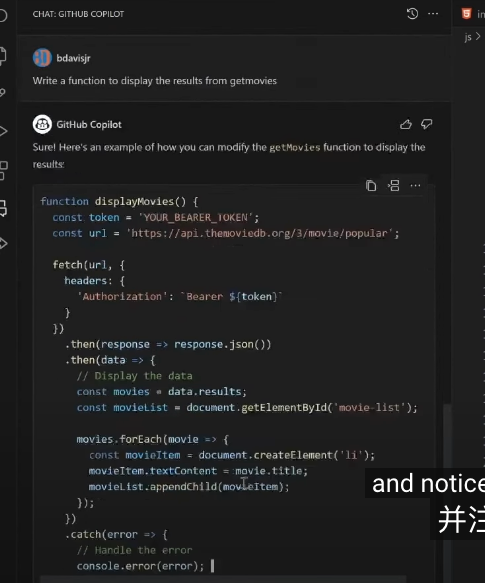 CHAT: GITHUB COPILOT
bdavisjr
Write a function to display the results from getmovies
GitHub Copilot
Sure! Here's an example of how you can modify the getMovies function to display the
results:
function displayMovies() {
const token = 'YOUR_BEARER_TOKEN';
const url = 'https://api.themoviedb.org/3/movie/popular';
fetch(url, {
headers: {
'Authorization': `Bearer ${token}`
}
})
.then(response => response.json())
.then(data => {
// Display the data
const movies = data.results;
const movieList = document.getElementById('movie-list');
movies.forEach(movie => {
const movieItem = document.createElement('li');
movieItem.textContent = movie.title;
movieList.appendChild(movieItem);
});
})
.catch(error => {
// Handle the error
console.error(error);
in
js >
and notice
并注